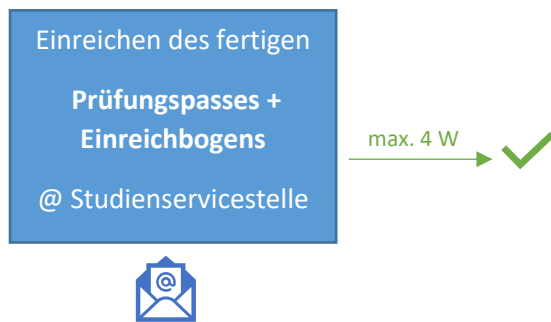 Einreichen des fertigen
Prüfungspasses +
Einreichbogens
@ Studienservicestelle
max. 4 W
@